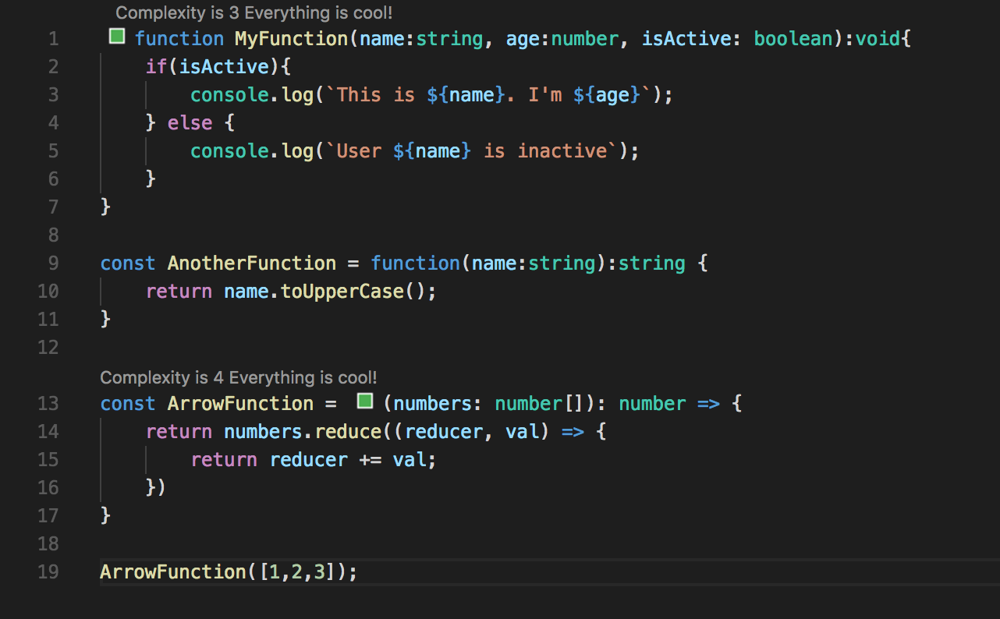 Complexity is 3 Everything is cool!
1 function MyFunction(name:string, age:number, isActive: boolean):void{
2 if(isActive){
3 console.log(`This is ${name}. I'm ${age}`);
4 } else {
5 console.log(`User ${name} is inactive`);
6 }
7 }
8
9 const AnotherFunction = function(name:string):string {
10 return name.toUpperCase();
11 }
12
Complexity is 4 Everything is cool!
13 const ArrowFunction = (numbers: number[]): number => {
14 return numbers.reduce((reducer, val) => {
15 return reducer += val;
16 })
17 }
18
19 ArrowFunction([1,2,3]);